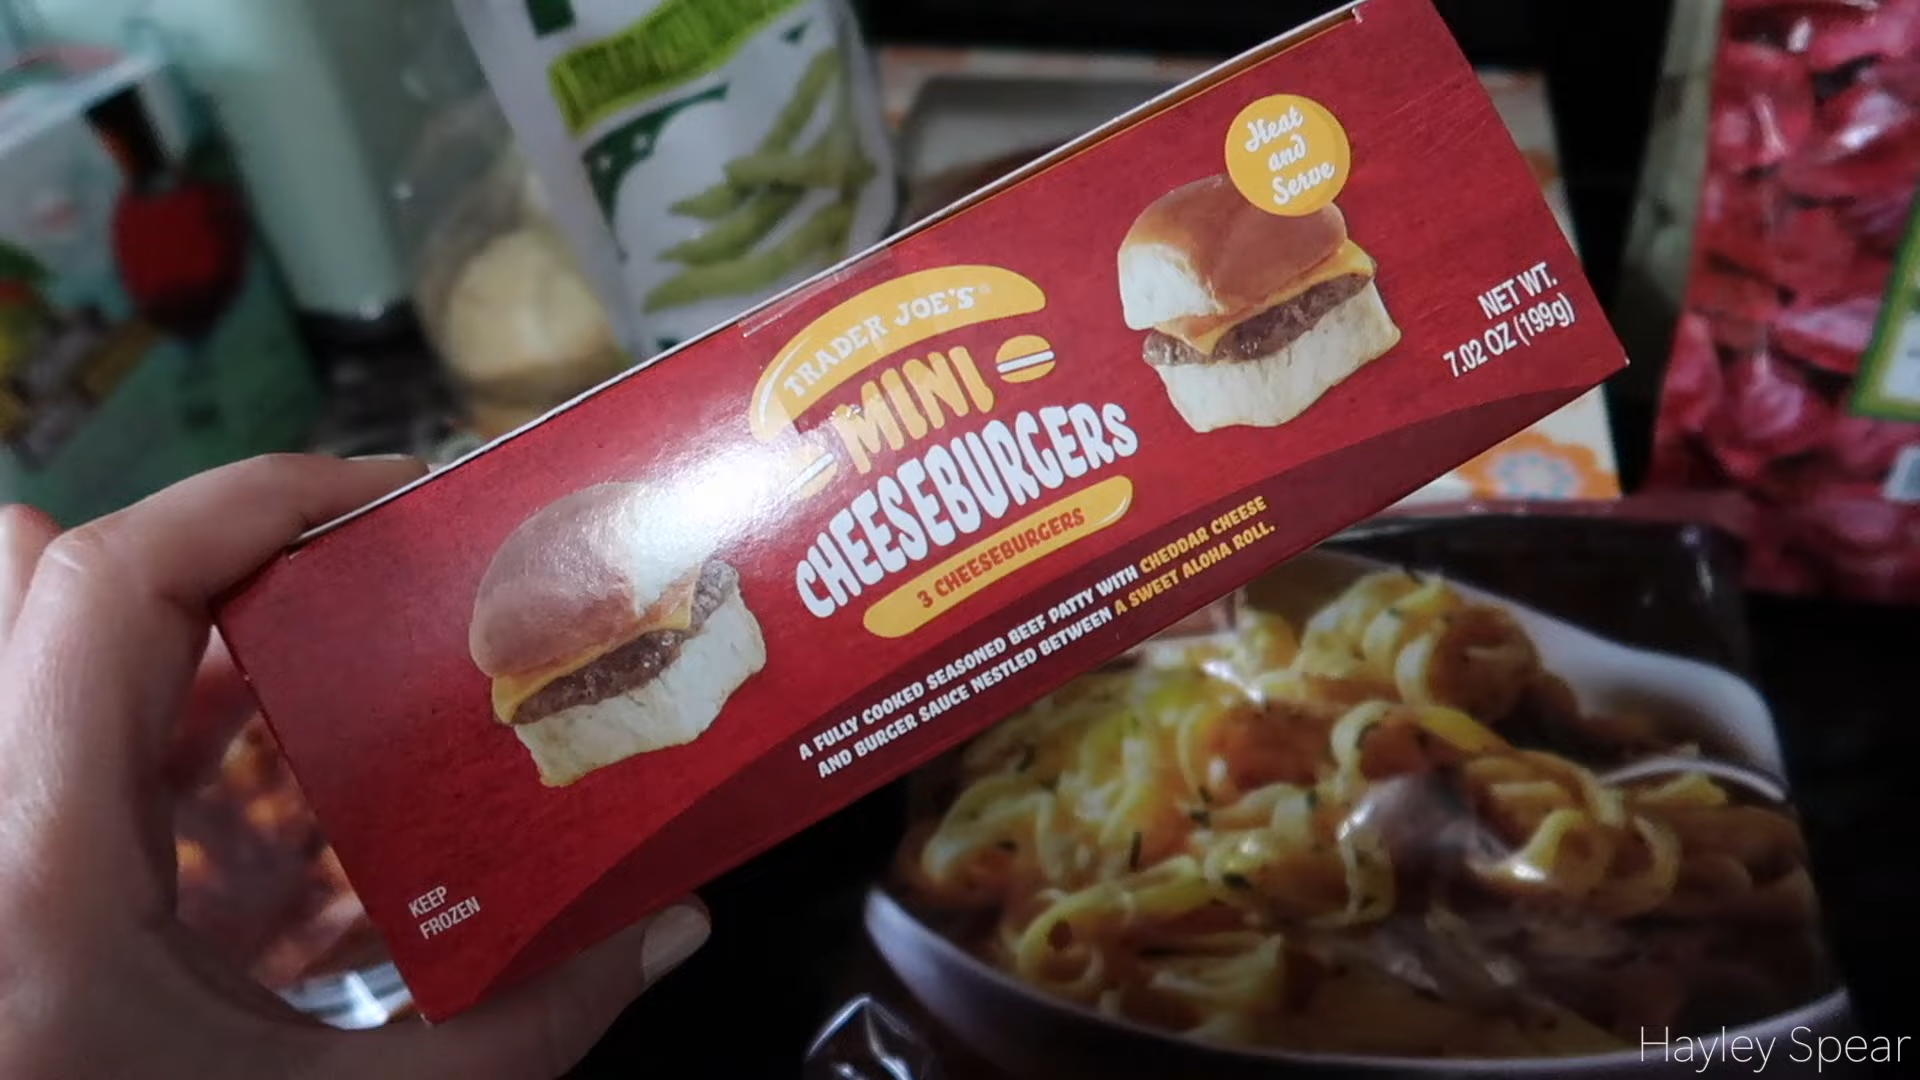 Heat
and
Serve
TRADER JOE'S
MINI
CHEESEBURGERS
3 CHEESEBURGERS
A FULLY COOKED SEASONED BEEF PATTY WITH CHEDDAR CHEESE
AND BURGER SAUCE NESTLED BETWEEN A SWEET ALOHA ROLL.
NET WT.
7.02 OZ (199g)
KEEP
FROZEN
Hayley Spear